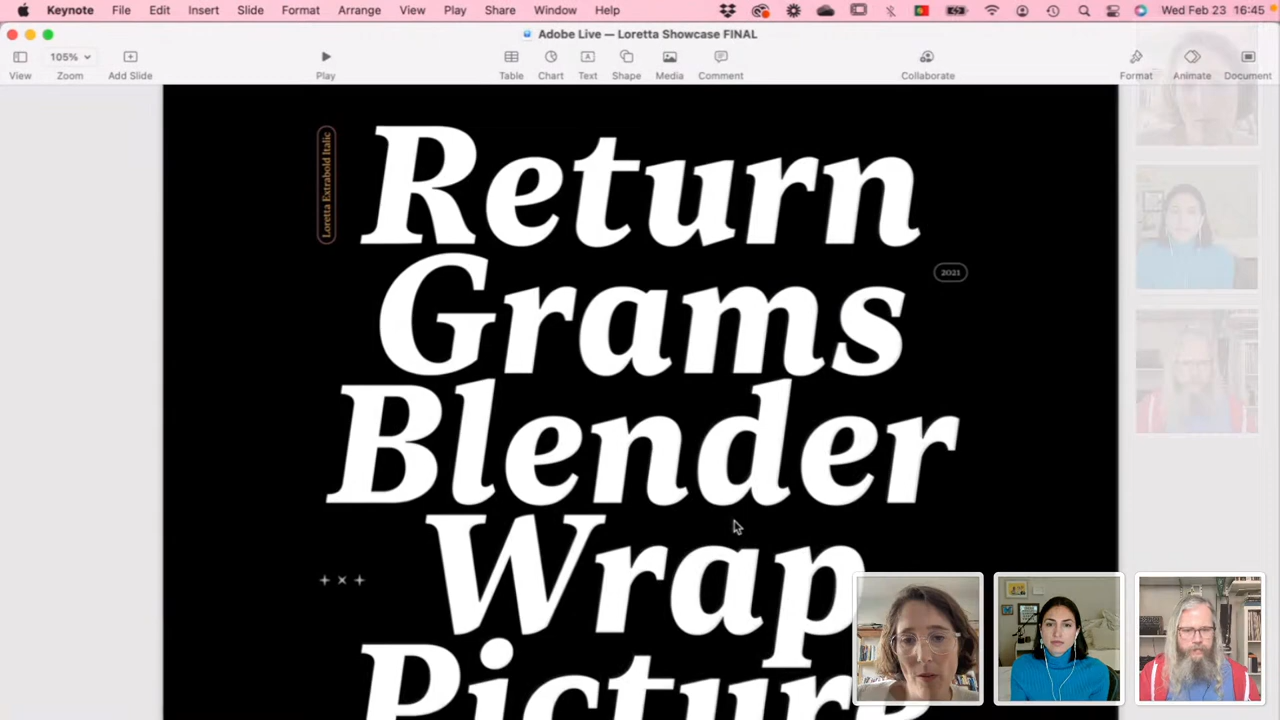 Keynote File Edit Insert Slide Format Arrange View Play Share Window Help Wed Feb 23 16:45
Adobe Live — Loretta Showcase FINAL
105%
View Zoom Add Slide Play Table Chart Text Shape Media Comment Collaborate Format Animate Document
Loretta Extrabold Italic
Return
2021
Grams
Blender
Wrap
Picture